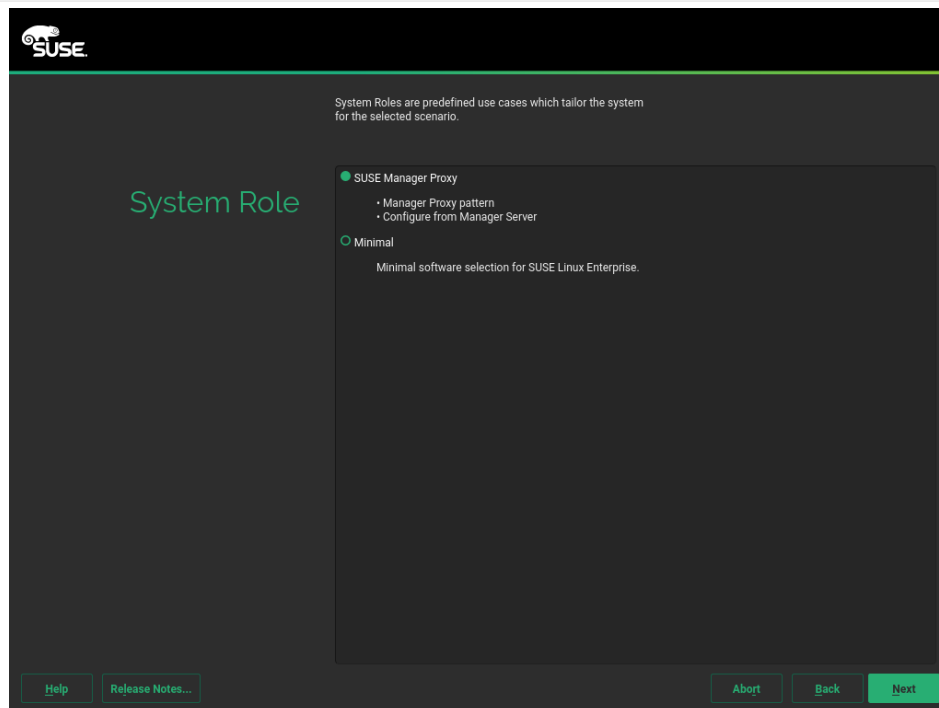 SUSE.
System Roles are predefined use cases which tailor the system
for the selected scenario.
System Role
SUSE Manager Proxy
• Manager Proxy pattern
• Configure from Manager Server
Minimal
Minimal software selection for SUSE Linux Enterprise.
Help
Release Notes...
Abort
Back
Next